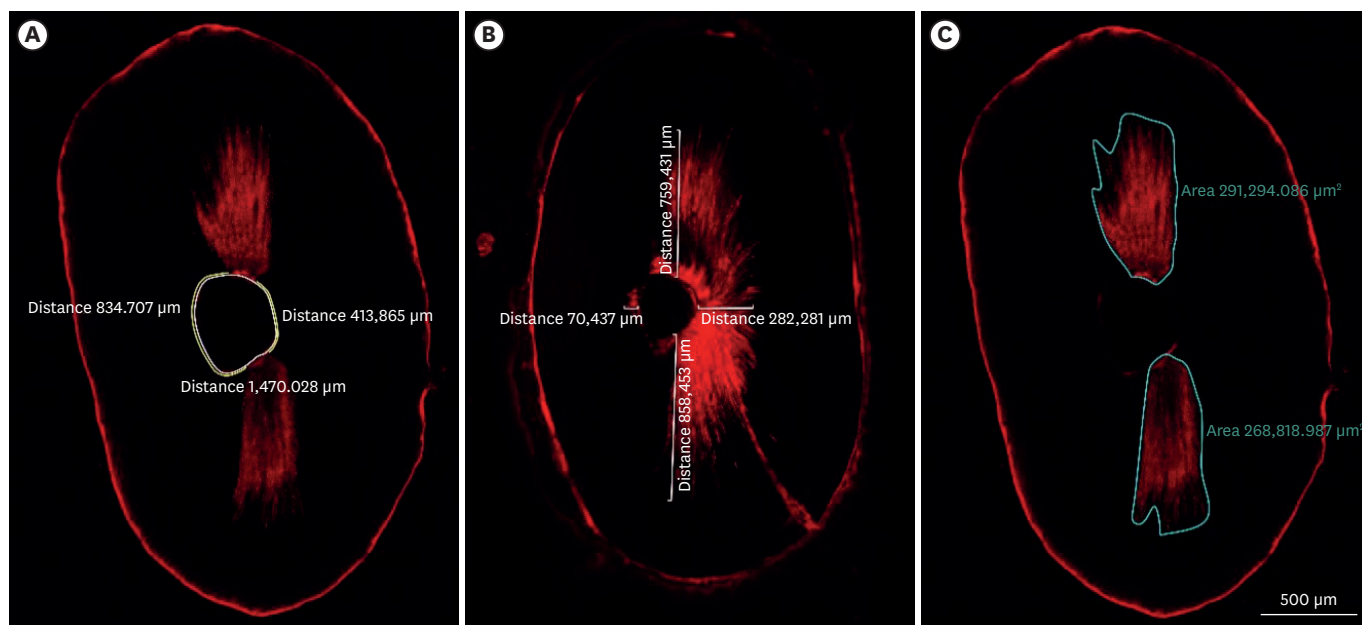 A
Distance 834.707 µm
Distance 413,865 µm
Distance 1,470.028 µm
B
Distance 759,431 µm
Distance 70,437 µm
Distance 282,281 µm
Distance 858,453 µm
C
Area 291,294.086 µm²
Area 268,818.987 µm²
500 µm